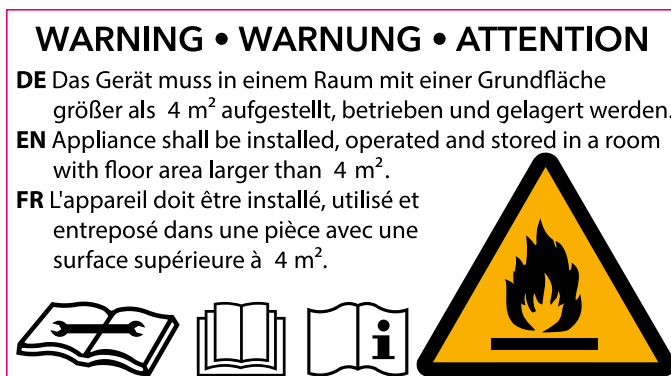 WARNING • WARNUNG • ATTENTION
DE Das Gerät muss in einem Raum mit einer Grundfläche
größer als 4 m² aufgestellt, betrieben und gelagert werden.
EN Appliance shall be installed, operated and stored in a room
with floor area larger than 4 m².
FR L'appareil doit être installé, utilisé et
entreposé dans une pièce avec une
surface supérieure à 4 m².
i